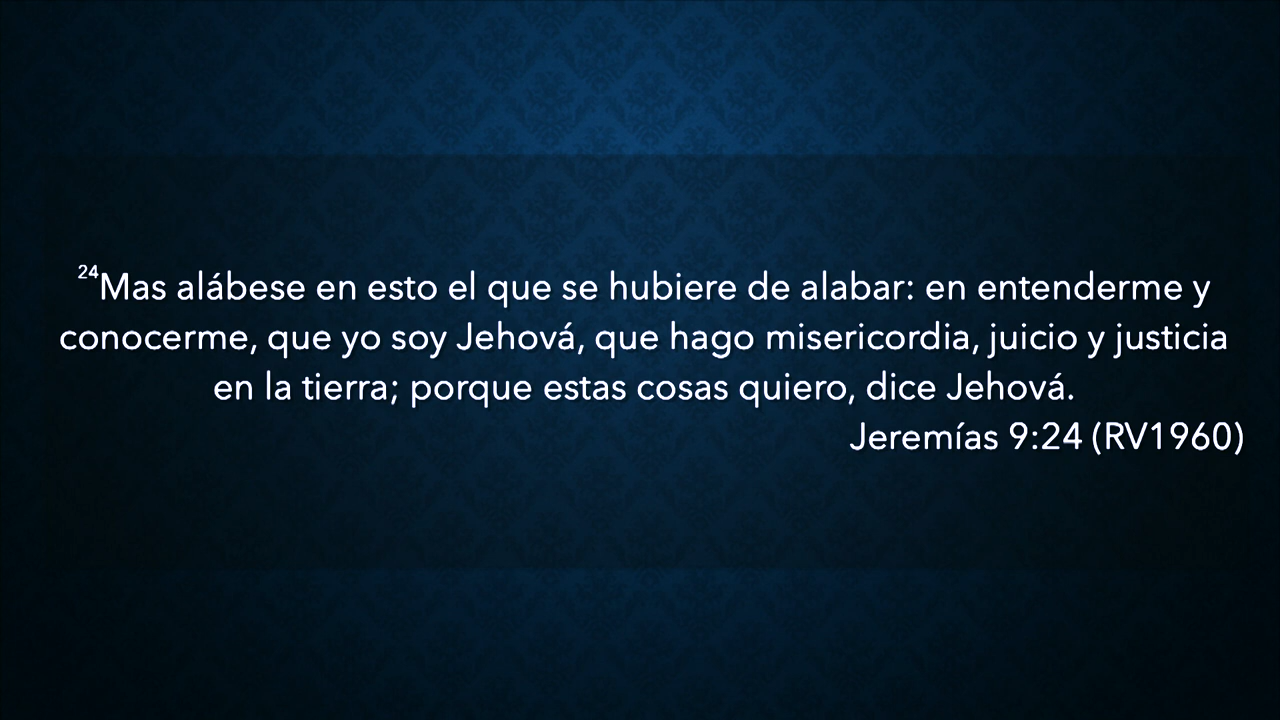 ²⁴Mas alábese en esto el que se hubiere de alabar: en entenderme y
conocerme, que yo soy Jehová, que hago misericordia, juicio y justicia
en la tierra; porque estas cosas quiero, dice Jehová.
Jeremías 9:24 (RV1960)